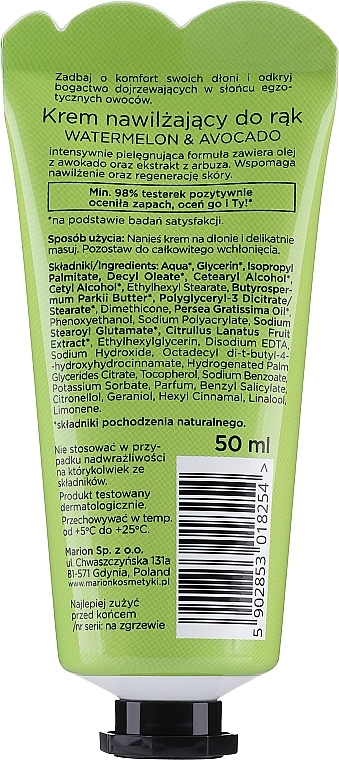 Zadbaj o komfort swoich dłoni i odkryj
bogactwo dojrzewających w słońcu egzo-
tycznych owoców.
Krem nawilżający do rąk
WATERMELON & AVOCADO
Intensywnie pielęgnująca formuła zawiera olej
z awokado oraz ekstrakt z arbuza. Wspomaga
nawilżenie oraz regenerację skóry.
Min. 98% testerek pozytywnie
oceniła zapach, oceń go i Ty!*
*na podstawie badań satysfakcji.
Sposób użycia: Nanieś krem na dłonie i delikatnie
masuj. Pozostaw do całkowitego wchłonięcia.
Składniki/Ingredients: Aqua*, Glycerin*, Isopropyl
Palmitate, Decyl Oleate*, Cetearyl Alcohol*,
Cetyl Alcohol*, Ethylhexyl Stearate, Butyrosper-
mum Parkii Butter*, Polyglyceryl-3 Dicitrate/
Stearate*, Dimethicone, Persea Gratissima Oil*,
Phenoxyethanol, Sodium Polyacrylate, Sodium
Stearoyl Glutamate*, Citrullus Lanatus Fruit
Extract*, Ethylhexylglycerin, Disodium EDTA,
Sodium Hydroxide, Octadecyl di-t-butyl-4-
-hydroxyhydrocinnamate, Hydrogenated Palm
Glycerides Citrate, Tocopherol, Sodium Benzoate,
Potassium Sorbate, Parfum, Benzyl Salicylate,
Citronellol, Geraniol, Hexyl Cinnamal, Linalool,
Limonene.
*składniki pochodzenia naturalnego.
50 ml
Nie stosować w przy-
padku nadwrażliwości
na którykolwiek ze
składników.
Produkt testowany
dermatologicznie.
Przechowywać w temp.
od +5°C do +25°C.
Marion Sp. z o.o.
ul. Chwaszczyńska 131a
81-571 Gdynia, Poland
www.marionkosmetyki.pl
Najlepiej zużyć
przed końcem
/nr serii: na zgrzewie
5 902853 018254 >